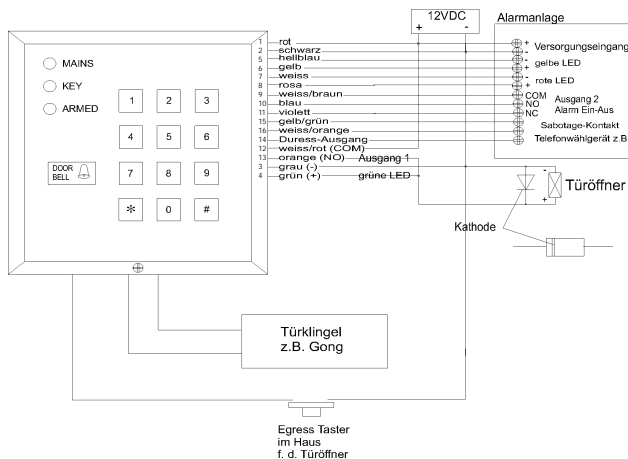 12VDC
+ -
Alarmanlage
1 rot
2 schwarz
5 hellblau
6 gelb
7 weiss
8 rosa
9 weiss/braun
10 blau
11 violett
15 gelb/grün
16 weiss/orange
14 Duress-Ausgang
12 weiss/rot (COM)
13 orange (NO) Ausgang 1
3 grau (-)
4 grün (+) grüne LED
+ Versorgungseingang
-
- gelbe LED
+
- rote LED
+
COM
NO Ausgang 2
NC Alarm Ein-Aus
Sabotage-Kontakt
Telefonwählgerät z.B
MAINS
KEY
ARMED
1 2 3
4 5 6
7 8 9
* 0 #
DOOR
BELL
-
+
Türöffner
Kathode
Türklingel
z.B. Gong
Egress Taster
im Haus
f. d. Türöffner